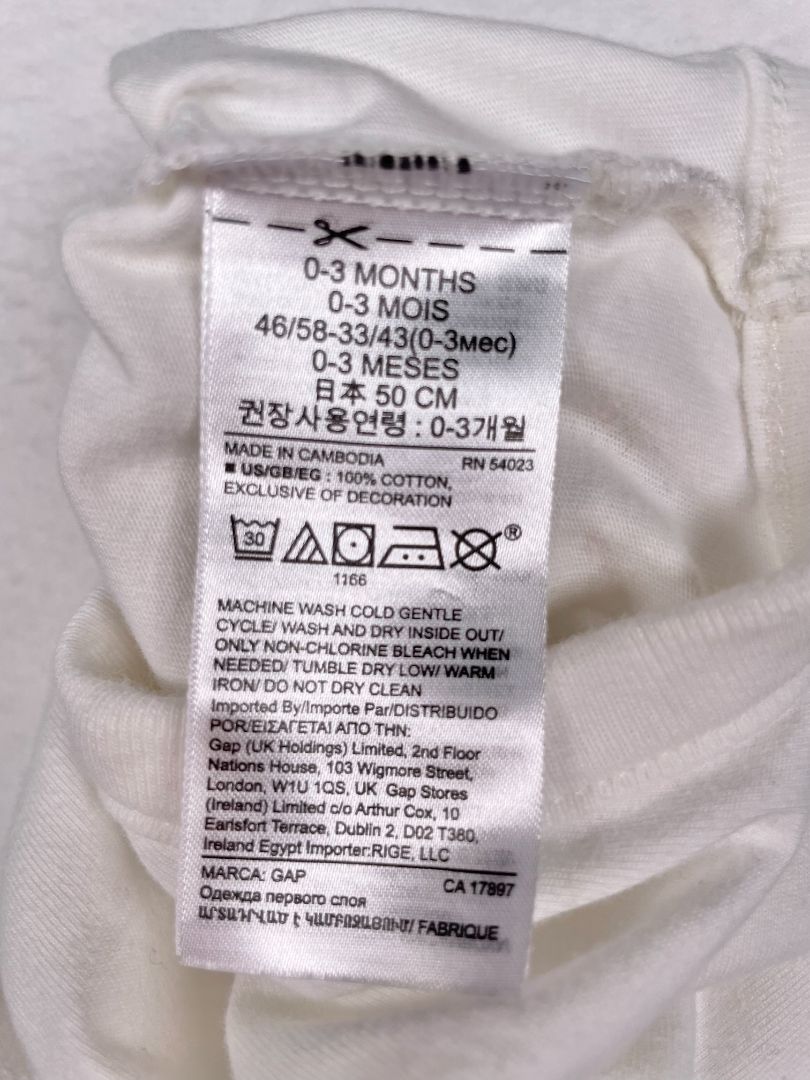 0-3 MONTHS
0-3 MOIS
46/58-33/43(0-3мес)
0-3 MESES
日本 50 CM
권장사용연령 : 0-3개월
MADE IN CAMBODIA RN 54023
■ US/GB/EG : 100% COTTON,
EXCLUSIVE OF DECORATION
30
®
1166
MACHINE WASH COLD GENTLE
CYCLE/ WASH AND DRY INSIDE OUT/
ONLY NON-CHLORINE BLEACH WHEN
NEEDED/ TUMBLE DRY LOW/ WARM
IRON/ DO NOT DRY CLEAN
Imported By/Importe Par/DISTRIBUIDO
POR/ΕΙΣΑΓΕΤΑΙ ΑΠΟ ΤΗΝ:
Gap (UK Holdings) Limited, 2nd Floor
Nations House, 103 Wigmore Street,
London, W1U 1QS, UK Gap Stores
(Ireland) Limited c/o Arthur Cox, 10
Earlsfort Terrace, Dublin 2, D02 T380,
Ireland Egypt Importer:RIGE, LLC
MARCA: GAP CA 17897
Одежда первого слоя
ԱՐՏԱԴՐՎԱԾ Է ԿԱՄԲՈՋԱՅՈՒՄ/ FABRIQUE